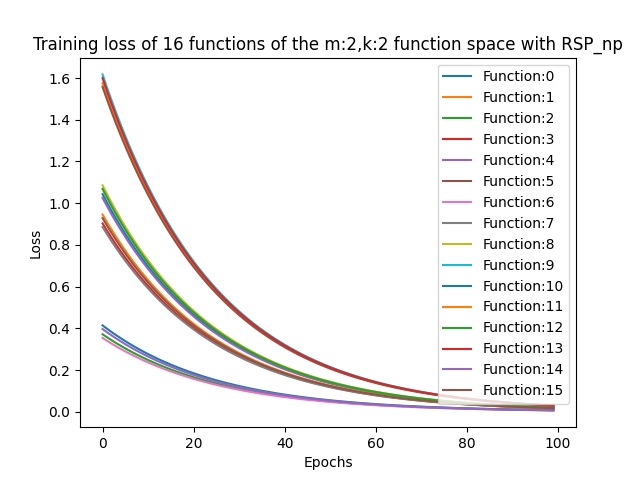 Training loss of 16 functions of the m:2,k:2 function space with RSP_np
Loss
1.6
1.4
1.2
1.0
0.8
0.6
0.4
0.2
0.0
Function:0
Function:1
Function:2
Function:3
Function:4
Function:5
Function:6
Function:7
Function:8
Function:9
Function:10
Function:11
Function:12
Function:13
Function:14
Function:15
0 20 40 60 80 100
Epochs